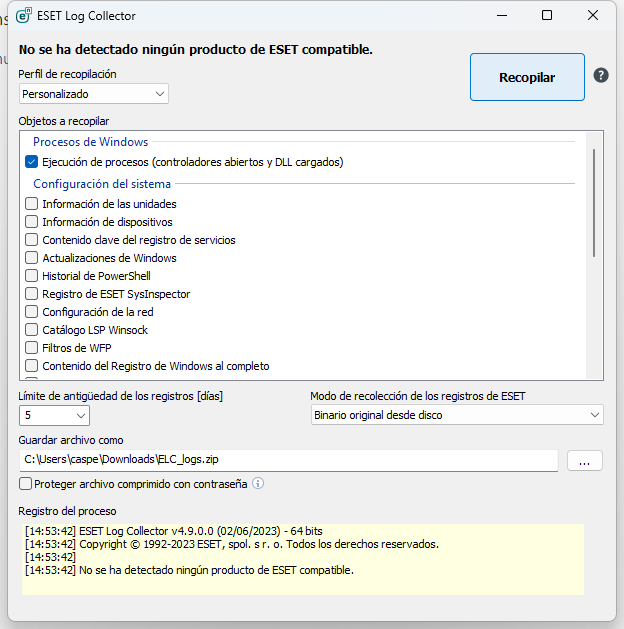 ESET Log Collector
No se ha detectado ningún producto de ESET compatible.
Perfil de recopilación
Personalizado
Recopilar
?
Objetos a recopilar
Procesos de Windows
Ejecución de procesos (controladores abiertos y DLL cargados)
Configuración del sistema
Información de las unidades
Información de dispositivos
Contenido clave del registro de servicios
Actualizaciones de Windows
Historial de PowerShell
Registro de ESET SysInspector
Configuración de la red
Catálogo LSP Winsock
Filtros de WFP
Contenido del Registro de Windows al completo
Límite de antigüedad de los registros [días]
5
Modo de recolección de los registros de ESET
Binario original desde disco
Guardar archivo como
C:\Users\caspe\Downloads\ELC_logs.zip
...
Proteger archivo comprimido con contraseña
Registro del proceso
[14:53:42] ESET Log Collector v4.9.0.0 (02/06/2023) - 64 bits
[14:53:42] Copyright © 1992-2023 ESET, spol. s r. o. Todos los derechos reservados.
[14:53:42]
[14:53:42] No se ha detectado ningún producto de ESET compatible.